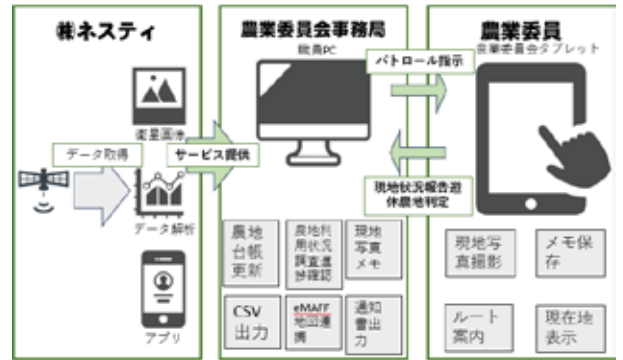 ㈱ネスティ
衛星画像
データ取得
データ解析
アプリ
サービス提供
農業委員会事務局
職員PC
農地
台帳
更新
農地利
用状況
調査進
捗確認
現地
写真
メモ
CSV
出力
eMAFF
地図連
携
通知
書出
力
パトロール指示
現地状況報告遊
休農地判定
農業委員
農業委員会タブレット
現地写
真撮影
メモ保
存
ルート
案内
現在地
表示